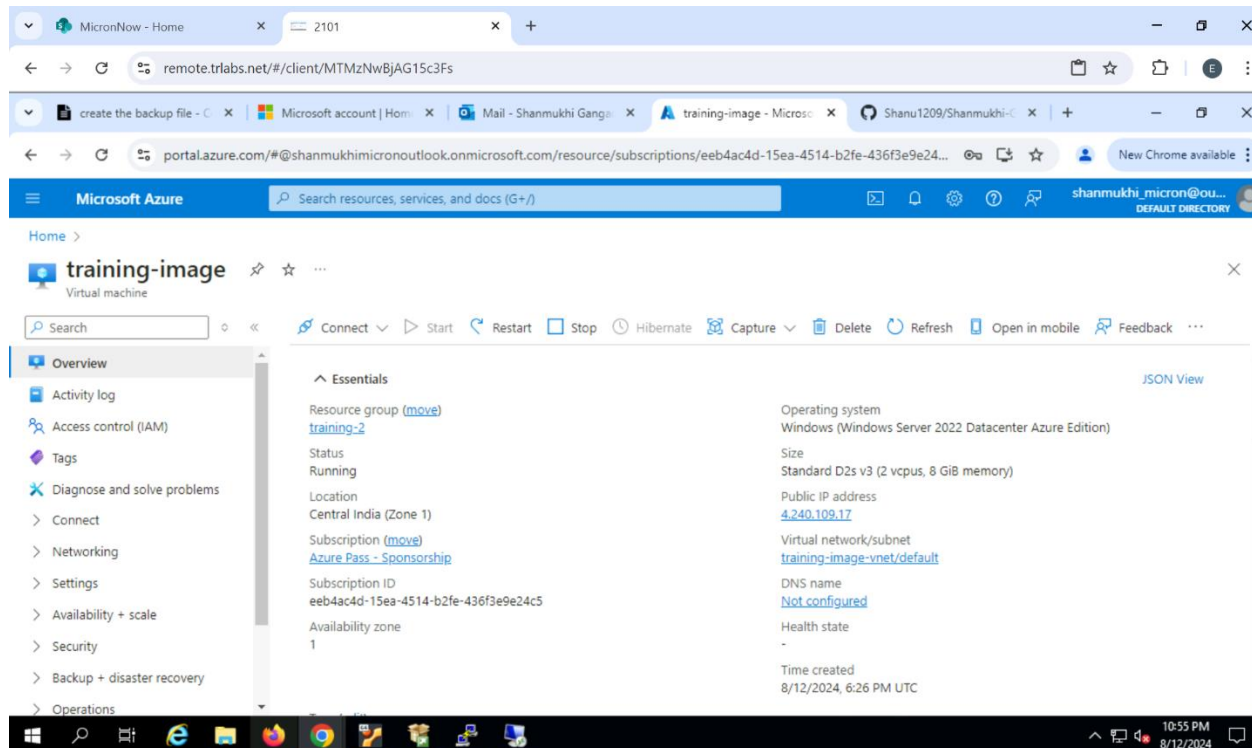 MicronNow - Home
2101
remote.trlabs.net/#/client/MTMzNwBjAG15c3Fs
E
create the backup file - C
Microsoft account | Hom
Mail - Shanmukhi Ganga
training-image - Microso
Shanu1209/Shanmukhi-G
portal.azure.com/#@shanmukhimicronoutlook.onmicrosoft.com/resource/subscriptions/eeb4ac4d-15ea-4514-b2fe-436f3e9e24...
New Chrome available
Microsoft Azure
Search resources, services, and docs (G+/)
shanmukhi_micron@ou...
DEFAULT DIRECTORY
Home >
training-image
Virtual machine
Search
Connect
Start
Restart
Stop
Hibernate
Capture
Delete
Refresh
Open in mobile
Feedback
Overview
Activity log
Access control (IAM)
Tags
Diagnose and solve problems
Connect
Networking
Settings
Availability + scale
Security
Backup + disaster recovery
Operations
Essentials
JSON View
Resource group (move)
training-2
Status
Running
Location
Central India (Zone 1)
Subscription (move)
Azure Pass - Sponsorship
Subscription ID
eeb4ac4d-15ea-4514-b2fe-436f3e9e24c5
Availability zone
1
Operating system
Windows (Windows Server 2022 Datacenter Azure Edition)
Size
Standard D2s v3 (2 vcpus, 8 GiB memory)
Public IP address
4.240.109.17
Virtual network/subnet
training-image-vnet/default
DNS name
Not configured
Health state
-
Time created
8/12/2024, 6:26 PM UTC
10:55 PM
8/12/2024